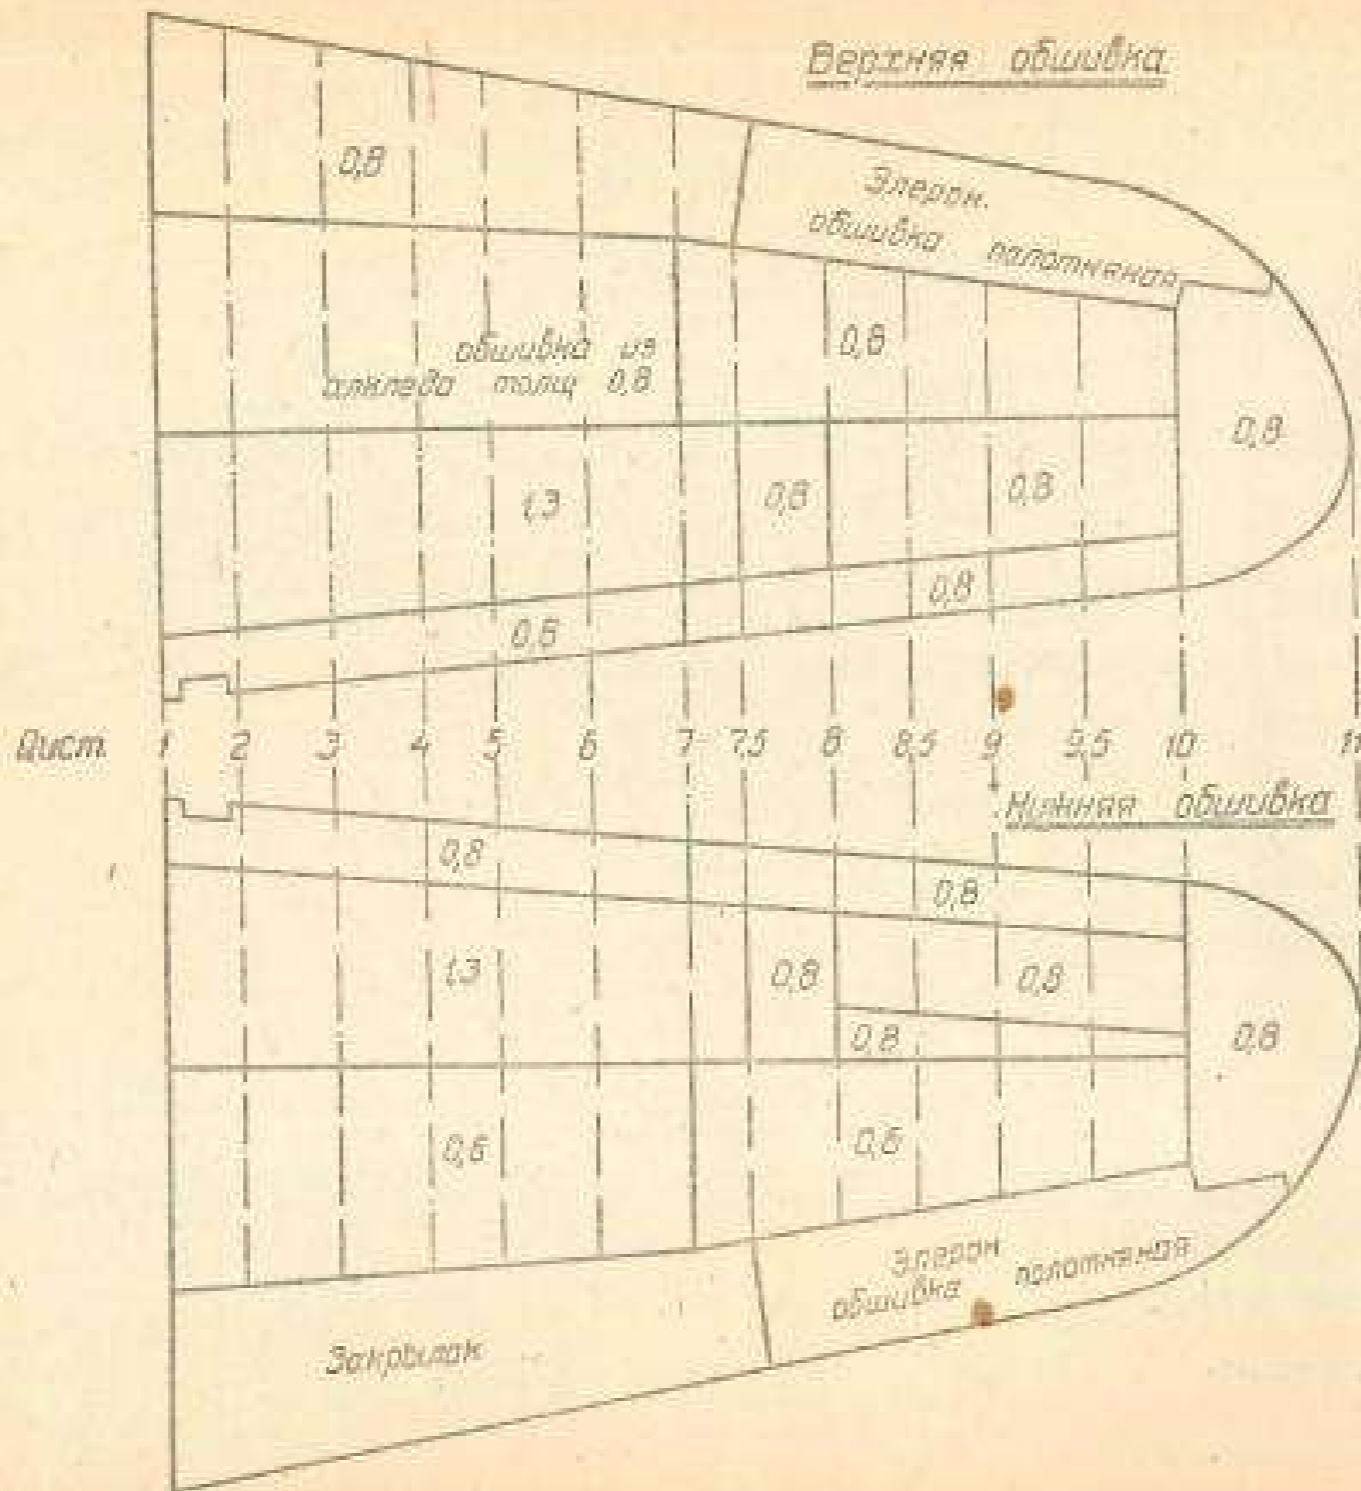 Верхняя обшивка
0,8
Элерон.
обшивка полотняная
0,8
обшивка из
алкледа толщ 0,8
0,8
1,3
0,8
0,8
0,8
0,6
Дист. 1 2 3 4 5 6 7 7,5 8 8,5 9 9,5 10 11
Нижняя обшивка
0,8
0,8
1,3
0,8
0,8
0,8
0,8
0,6
0,6
Элерон
обшивка полотняная
Закрылок